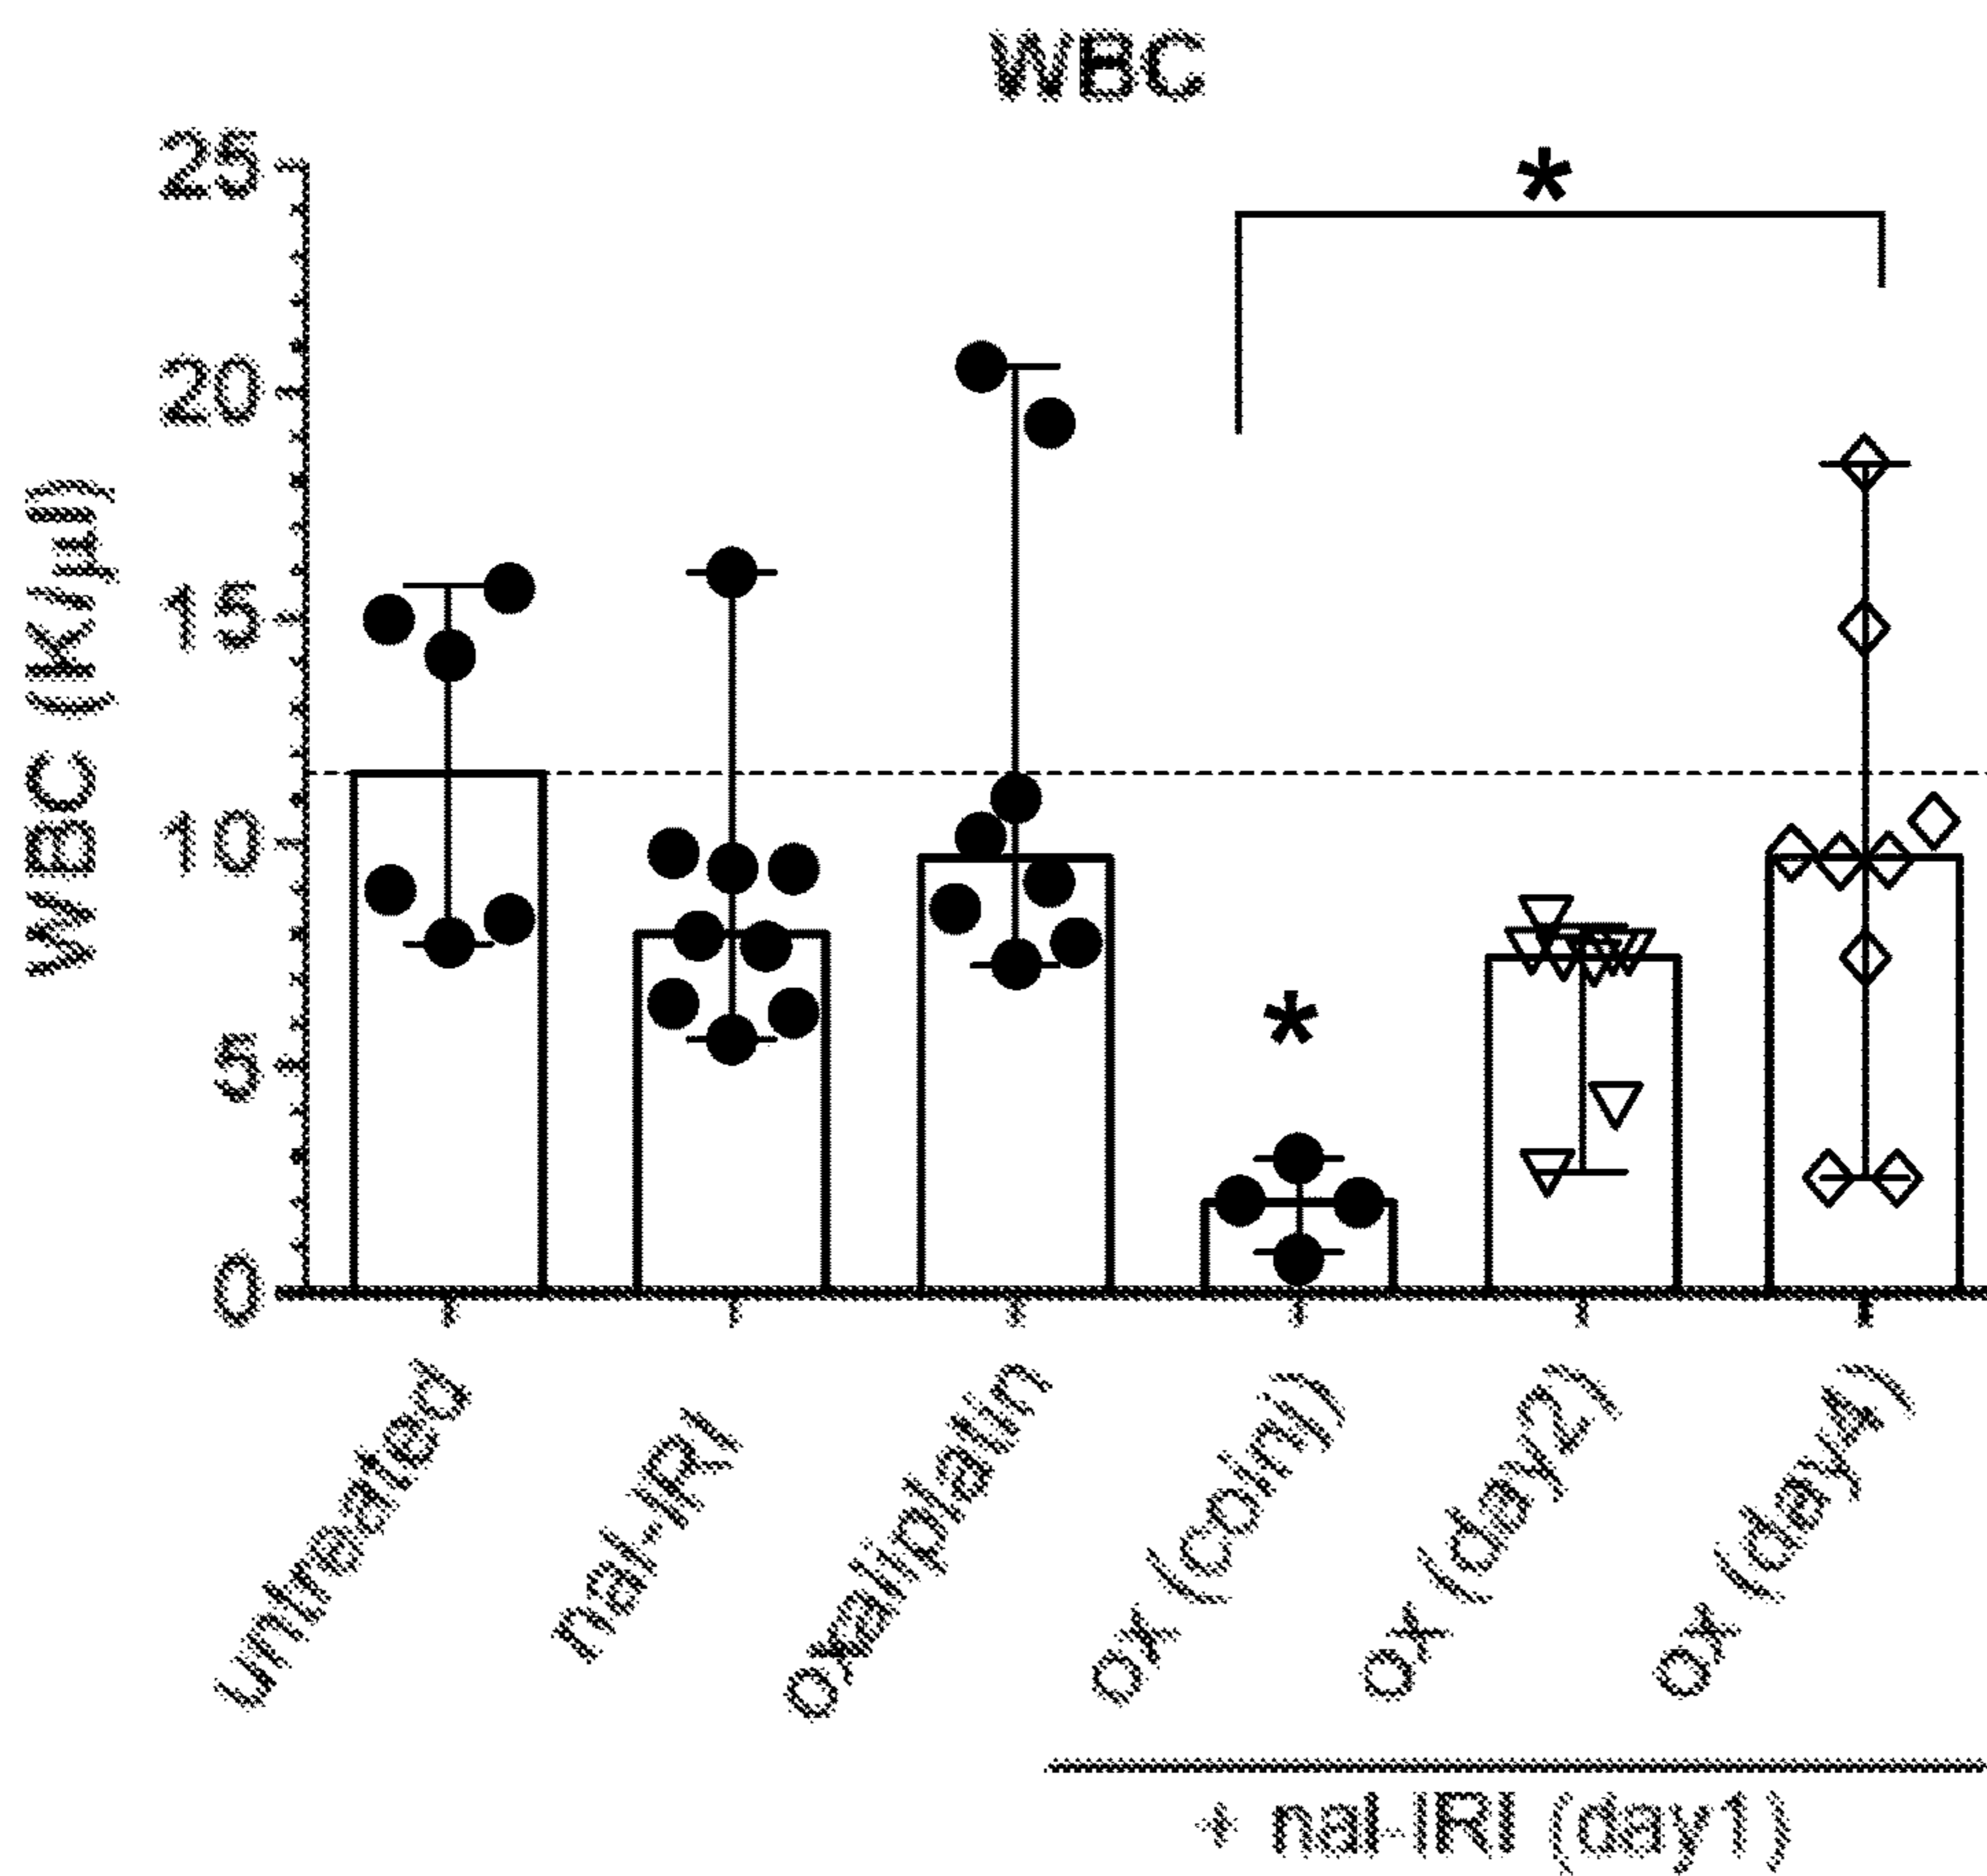 WBC
*
25
20
15
10
5
0
WBC (K/µl)
*
untreated
nal-IRI
oxaliplatin
ox (coinj)
ox (day2)
ox (day4)
+ nal-IRI (day1)